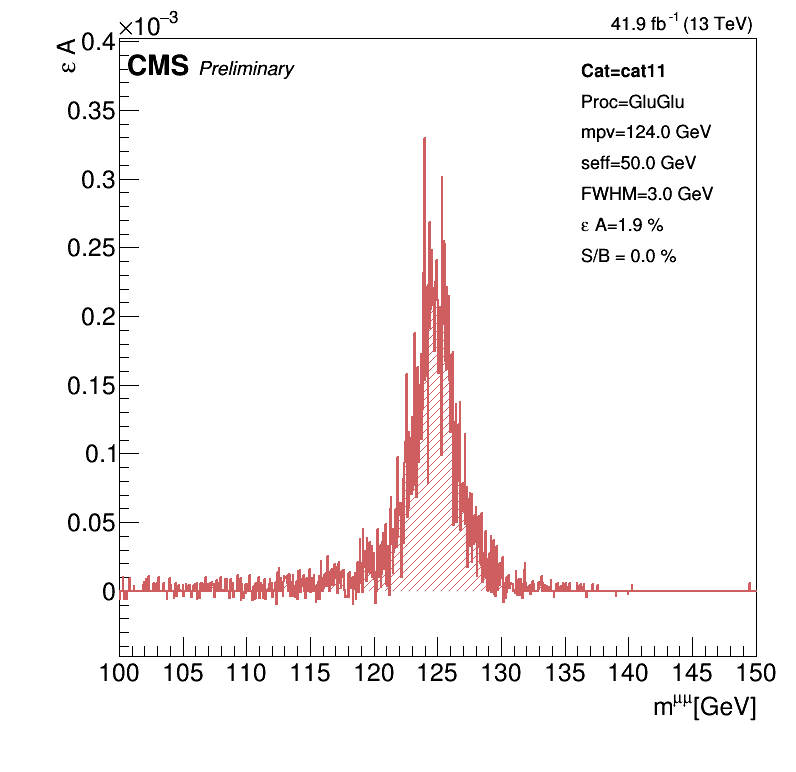 ×10⁻³
41.9 fb⁻¹ (13 TeV)
ε A
CMS Preliminary
Cat=cat11
Proc=GluGlu
mpv=124.0 GeV
seff=50.0 GeV
FWHM=3.0 GeV
ε A=1.9 %
S/B = 0.0 %
0.4
0.35
0.3
0.25
0.2
0.15
0.1
0.05
0
100 105 110 115 120 125 130 135 140 145 150
m^μμ[GeV]